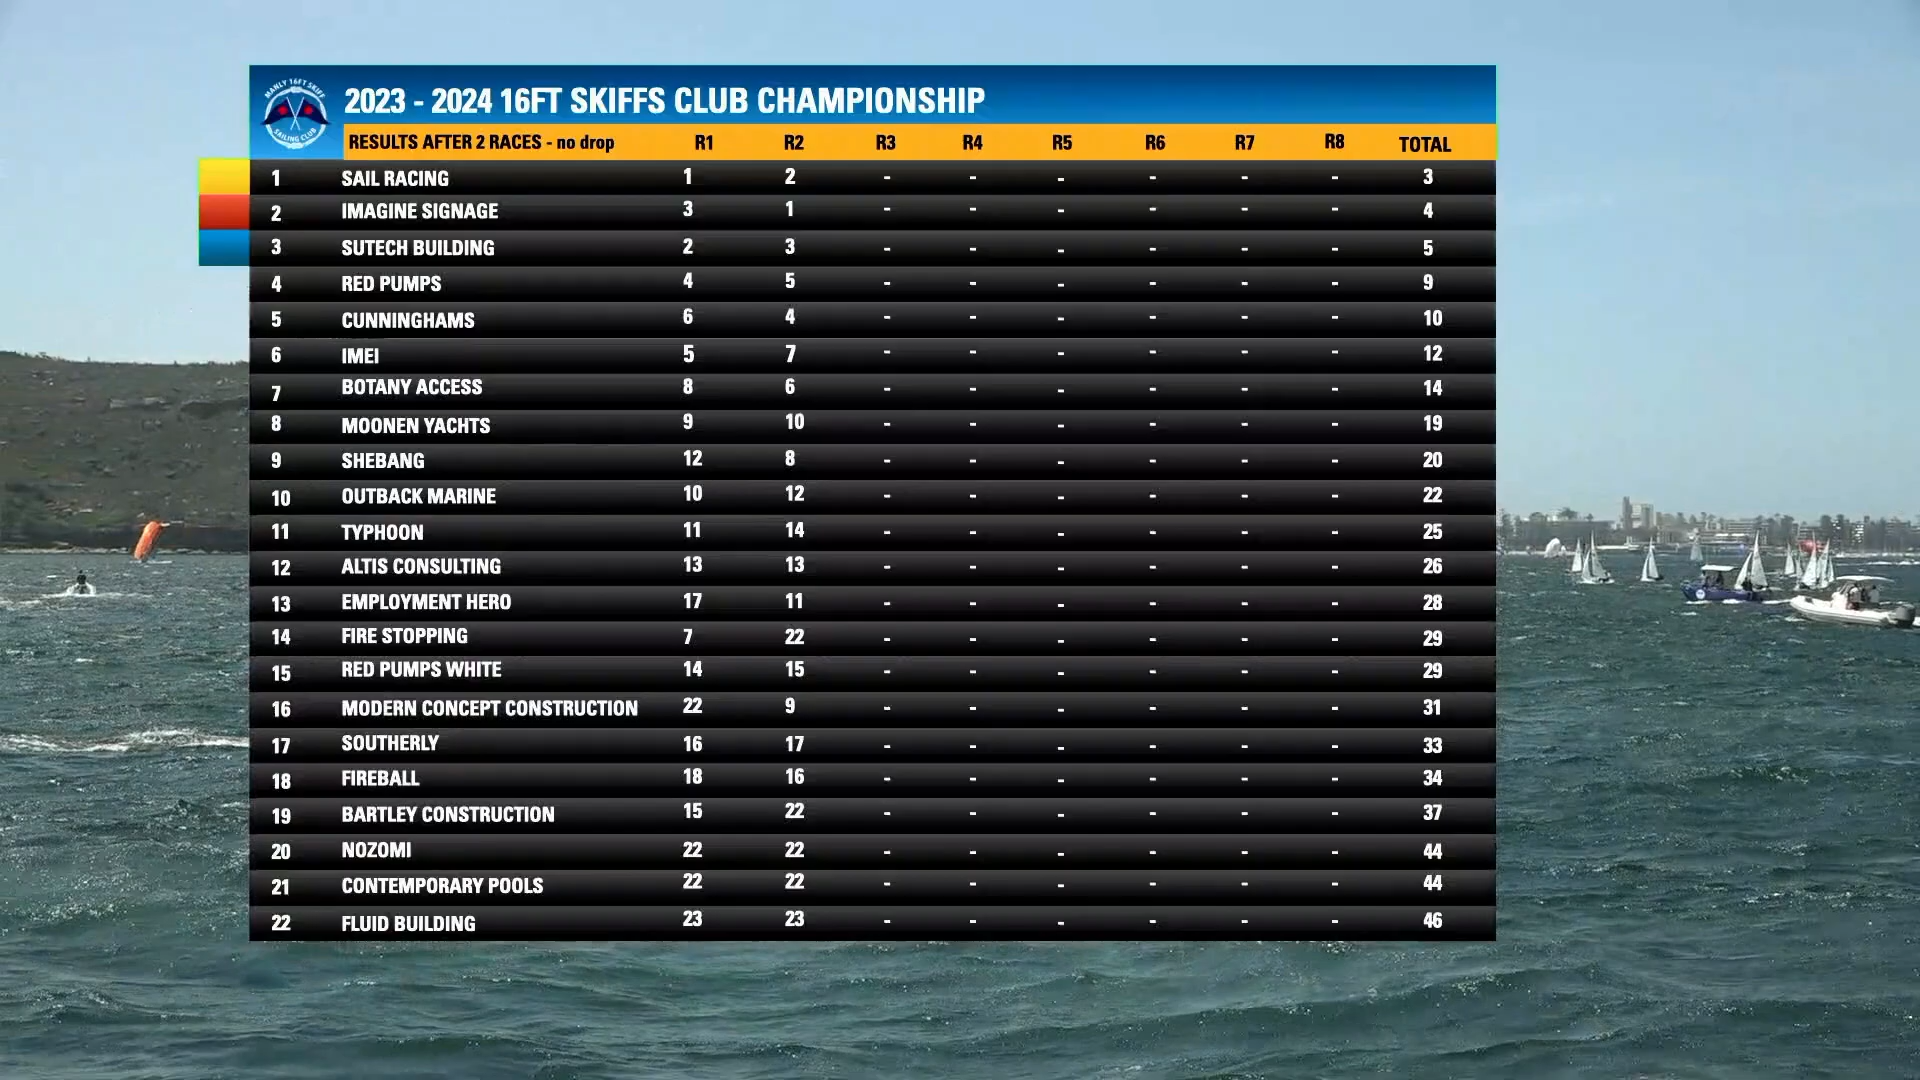 MANLY 16FT SKIFF
SAILING CLUB
2023 - 2024 16FT SKIFFS CLUB CHAMPIONSHIP
RESULTS AFTER 2 RACES - no drop R1 R2 R3 R4 R5 R6 R7 R8 TOTAL
1 SAIL RACING 1 2 - - - - - - 3
2 IMAGINE SIGNAGE 3 1 - - - - - - 4
3 SUTECH BUILDING 2 3 - - - - - - 5
4 RED PUMPS 4 5 - - - - - - 9
5 CUNNINGHAMS 6 4 - - - - - - 10
6 IMEI 5 7 - - - - - - 12
7 BOTANY ACCESS 8 6 - - - - - - 14
8 MOONEN YACHTS 9 10 - - - - - - 19
9 SHEBANG 12 8 - - - - - - 20
10 OUTBACK MARINE 10 12 - - - - - - 22
11 TYPHOON 11 14 - - - - - - 25
12 ALTIS CONSULTING 13 13 - - - - - - 26
13 EMPLOYMENT HERO 17 11 - - - - - - 28
14 FIRE STOPPING 7 22 - - - - - - 29
15 RED PUMPS WHITE 14 15 - - - - - - 29
16 MODERN CONCEPT CONSTRUCTION 22 9 - - - - - - 31
17 SOUTHERLY 16 17 - - - - - - 33
18 FIREBALL 18 16 - - - - - - 34
19 BARTLEY CONSTRUCTION 15 22 - - - - - - 37
20 NOZOMI 22 22 - - - - - - 44
21 CONTEMPORARY POOLS 22 22 - - - - - - 44
22 FLUID BUILDING 23 23 - - - - - - 46